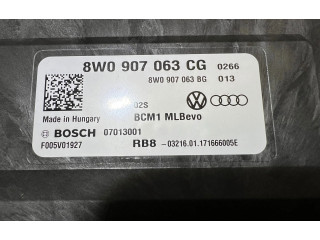 8W0 907 063 CG 0266
8W0 907 063 BG 013
02S
Made in Hungary BCM1 MLBevo
BOSCH 07013001
F005V01927 RB8 -03216.01.171666005E